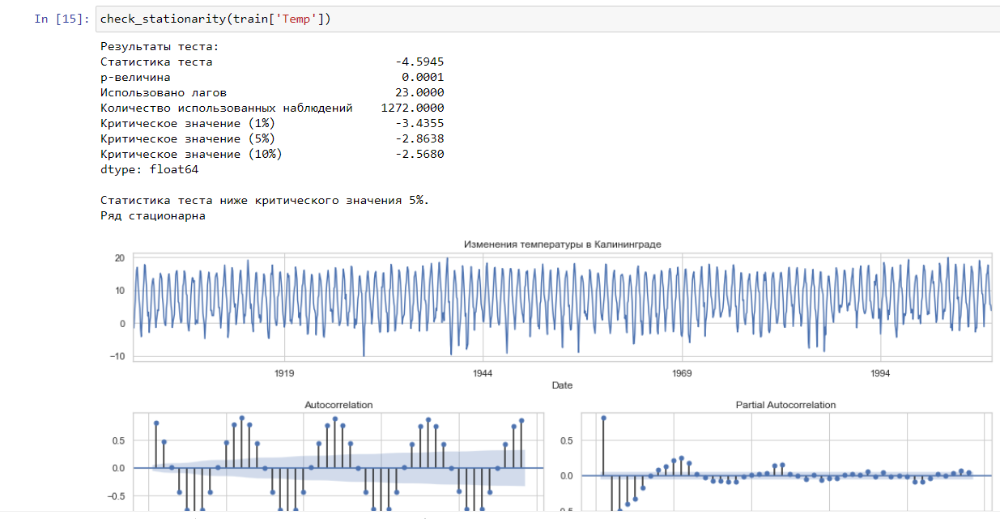 In [15]: check_stationarity(train['Temp'])
Результаты теста:
Статистика теста -4.5945
p-величина 0.0001
Использовано лагов 23.0000
Количество использованных наблюдений 1272.0000
Критическое значение (1%) -3.4355
Критическое значение (5%) -2.8638
Критическое значение (10%) -2.5680
dtype: float64
Статистика теста ниже критического значения 5%.
Ряд стационарна
Изменения температуры в Калининграде
20
10
0
−10
1919 1944 1969 1994
Date
Autocorrelation Partial Autocorrelation
0.5 0.5
0.0 0.0
−0.5 −0.5